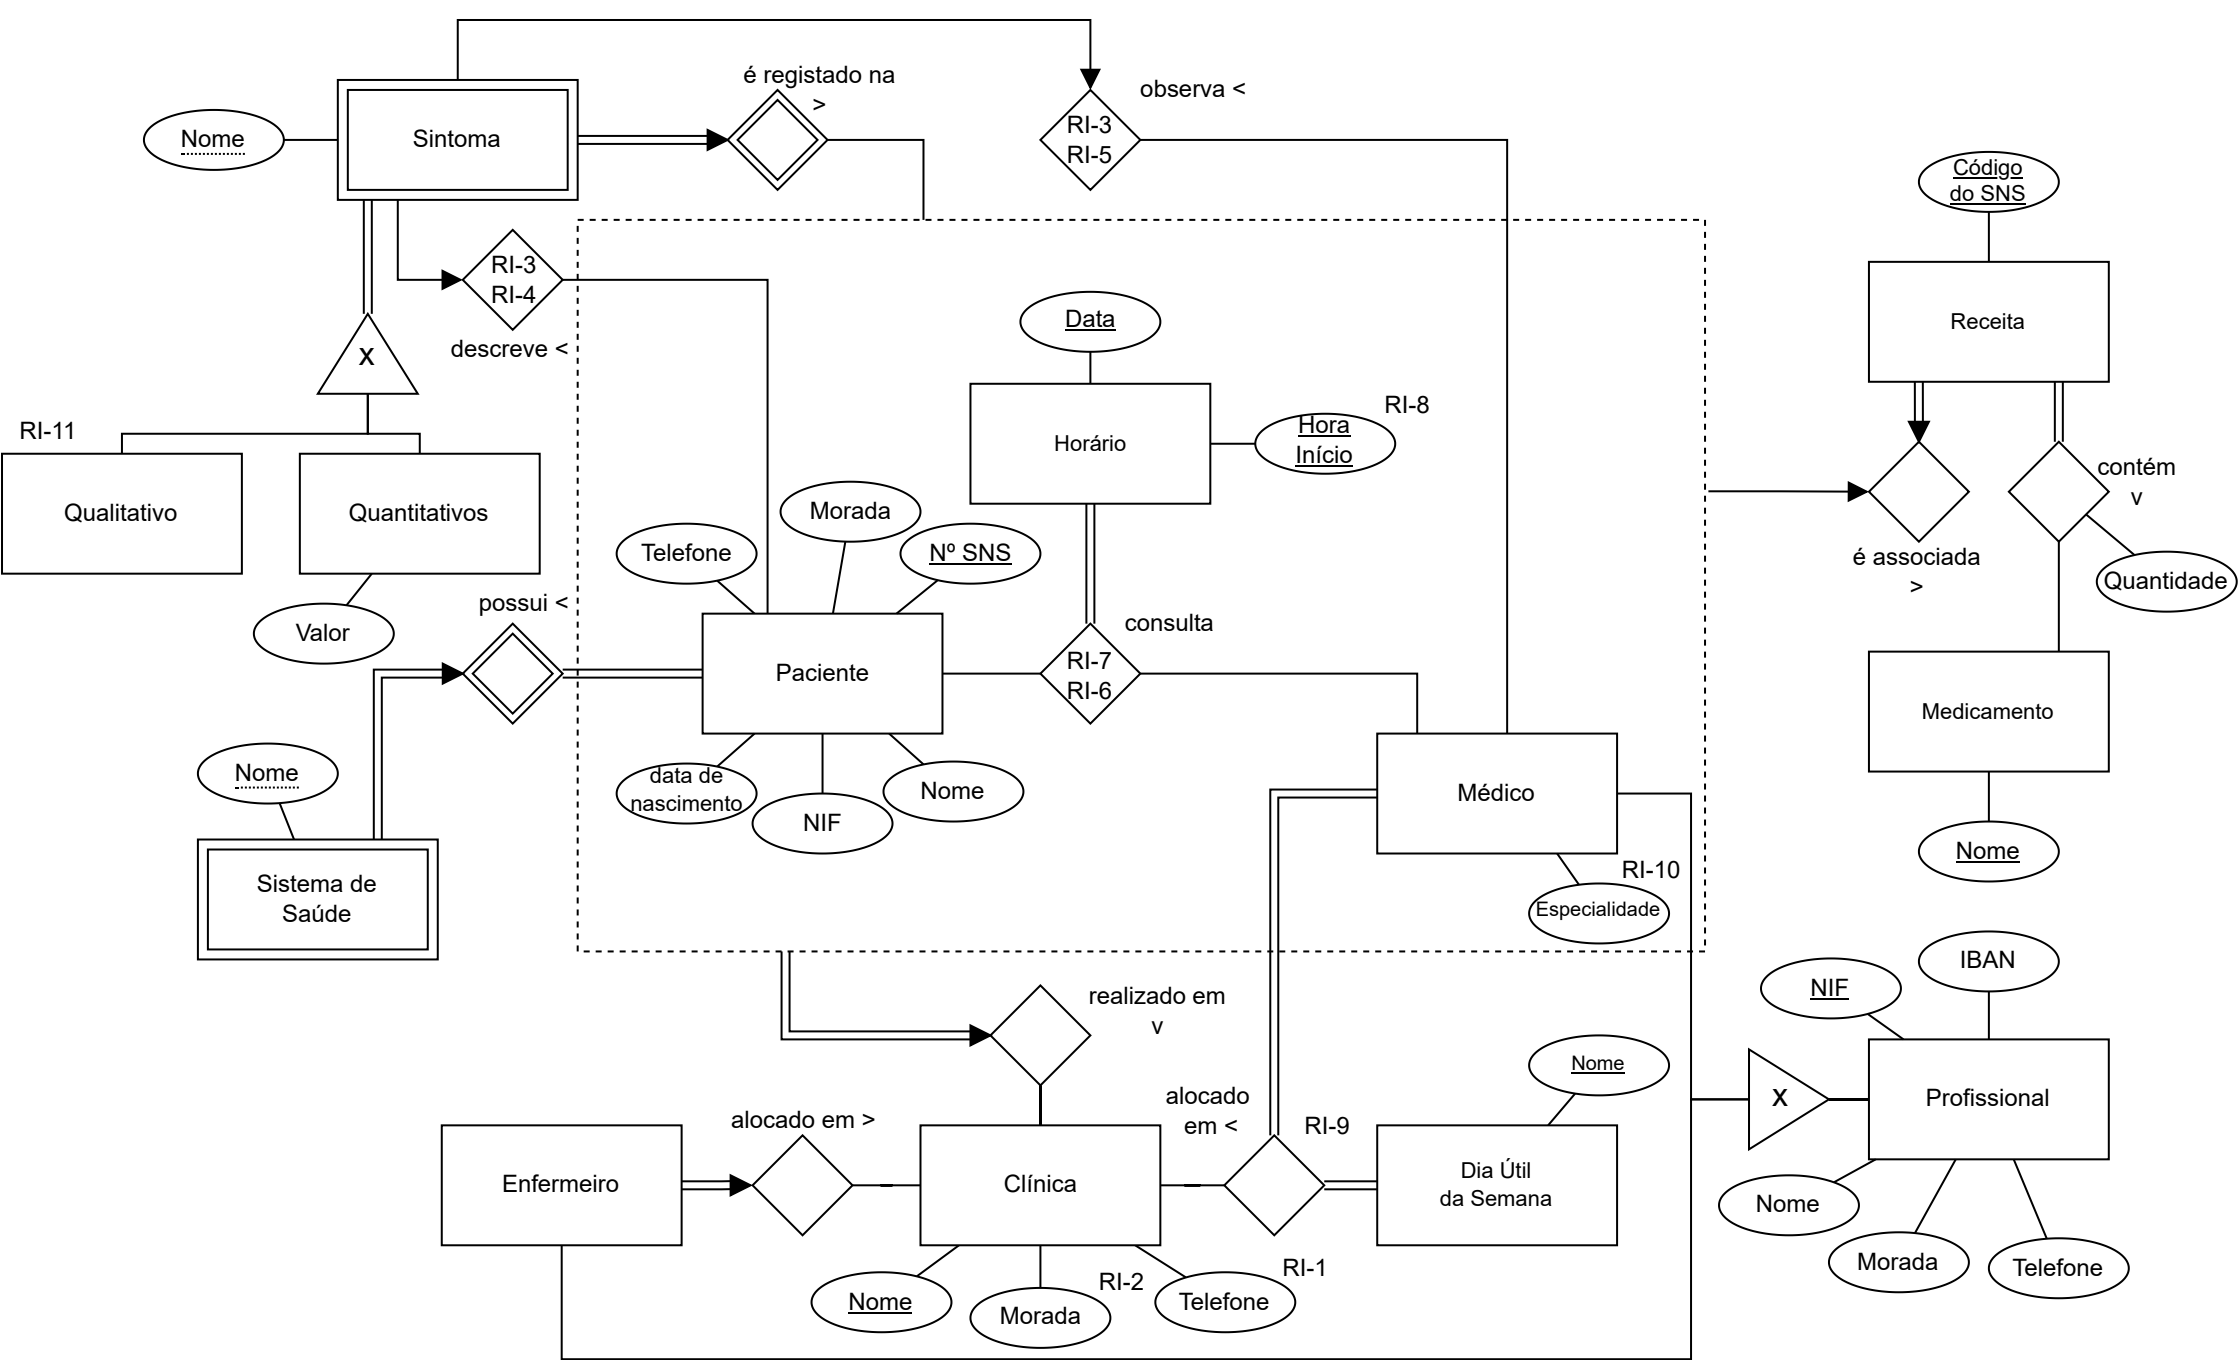 é registado na
>
observa <
Nome
Sintoma
RI-3
RI-5
Código
do SNS
RI-3
RI-4
descreve <
X
Data
Receita
RI-11
RI-8
Horário
Hora
Início
Qualitativo
Quantitativos
contém
v
Morada
Telefone
Nº SNS
é associada
>
Quantidade
Valor
possui <
consulta
Paciente
RI-7
RI-6
Medicamento
Nome
data de
nascimento
NIF
Nome
Médico
Nome
Sistema de
Saúde
RI-10
Especialidade
IBAN
NIF
realizado em
v
Nome
alocado em >
alocado
em <
RI-9
X
Profissional
Enfermeiro
Clínica
Dia Útil
da Semana
Nome
Morada
Telefone
Nome
Morada
RI-2
Telefone
RI-1